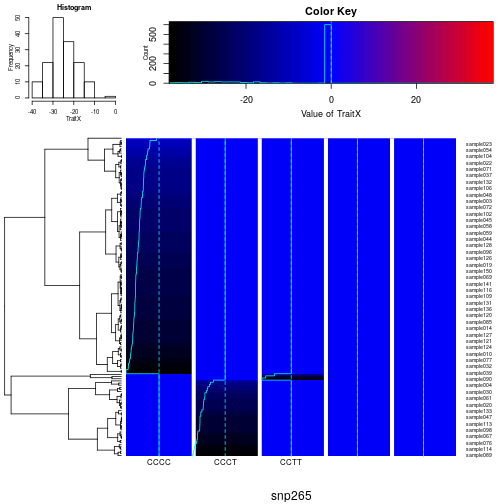 Histogram
Frequency
0 10 20 30 40 50
-40 -30 -20 -10 0
TraitX
Color Key
Count
0 200 500
-20 0 20
Value of TraitX
sample023
sample054
sample104
sample022
sample071
sample037
sample132
sample106
sample048
sample003
sample072
sample102
sample045
sample058
sample059
sample044
sample128
sample096
sample126
sample019
sample150
sample069
sample141
sample116
sample109
sample131
sample136
sample120
sample085
sample014
sample127
sample121
sample124
sample010
sample077
sample032
sample039
sample090
sample004
sample030
sample061
sample020
sample133
sample047
sample113
sample098
sample067
sample076
sample114
sample089
CCCC CCCT CCTT
snp265